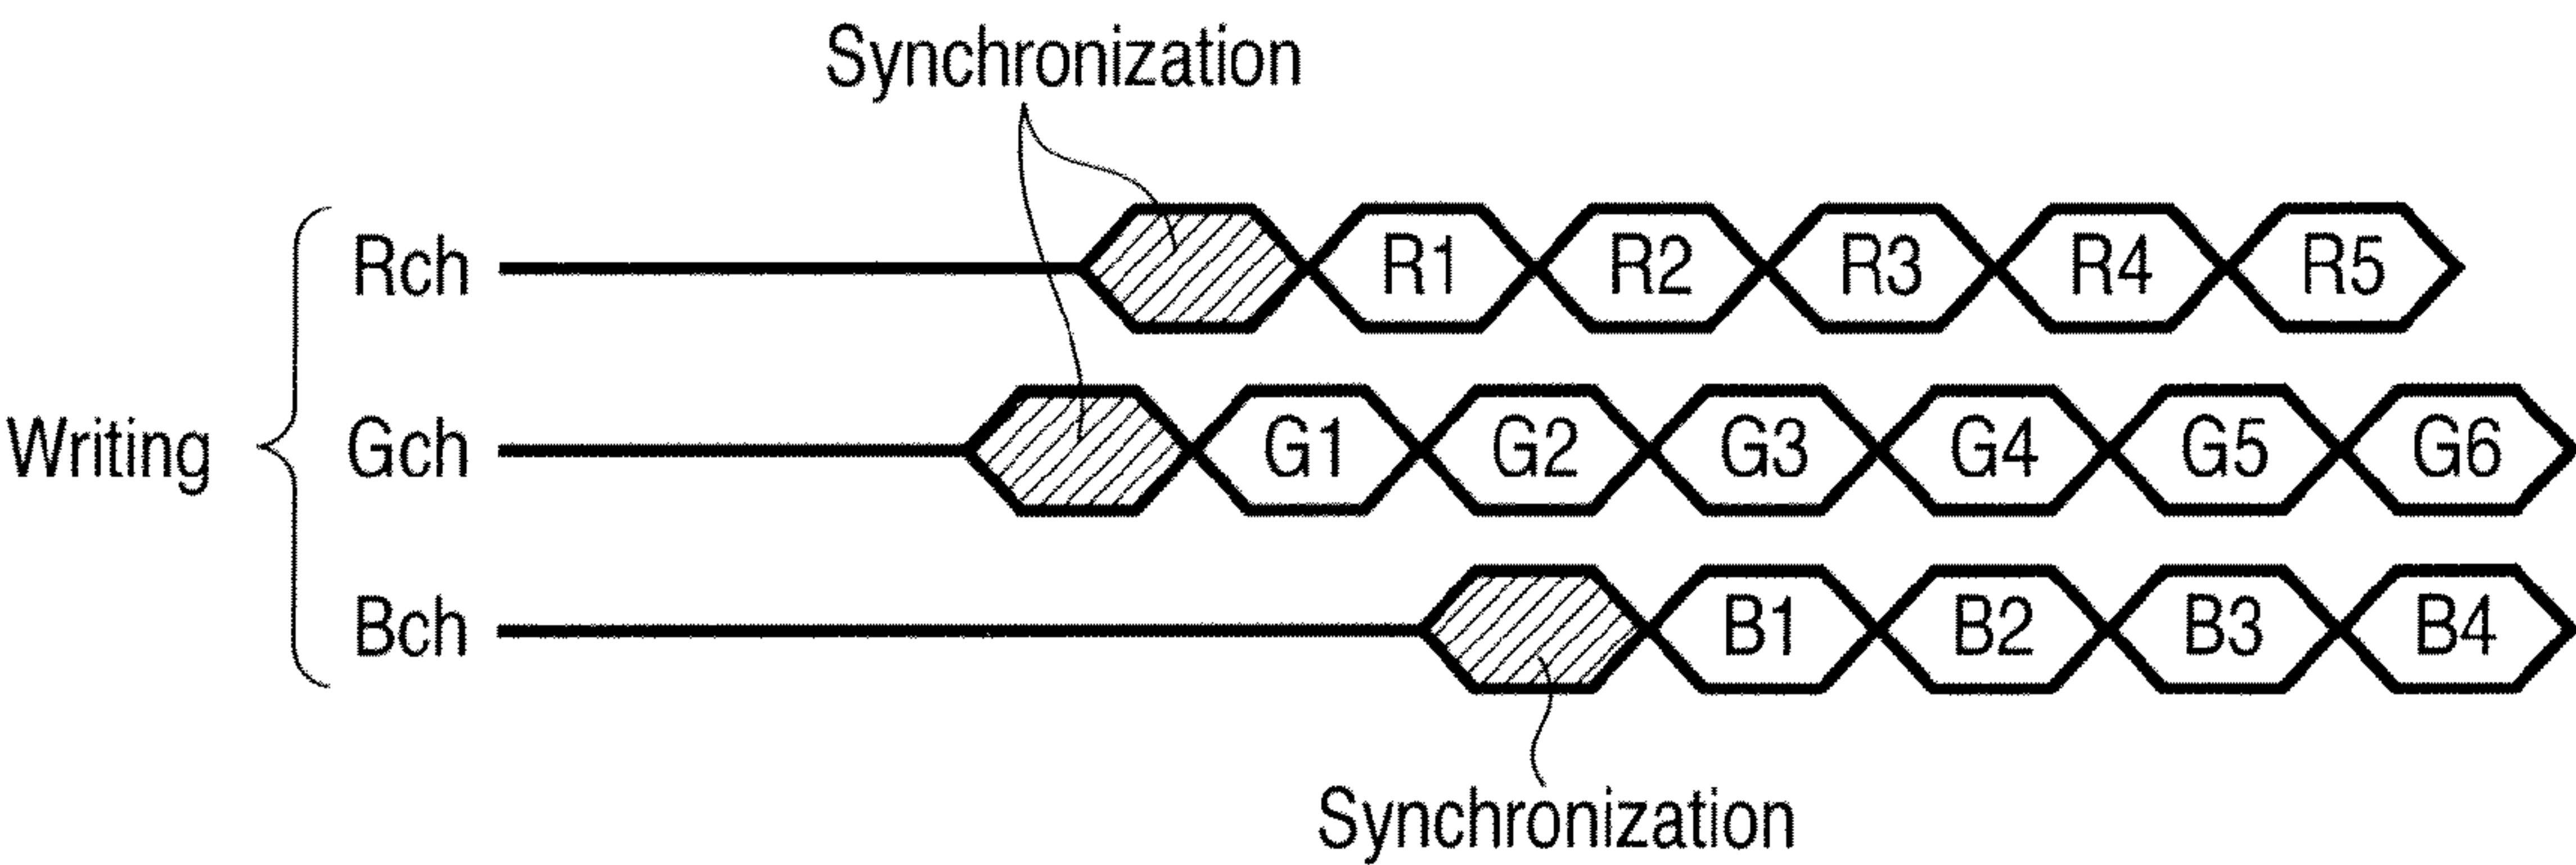 Synchronization
Rch R1 R2 R3 R4 R5
Writing Gch G1 G2 G3 G4 G5 G6
Bch B1 B2 B3 B4
Synchronization